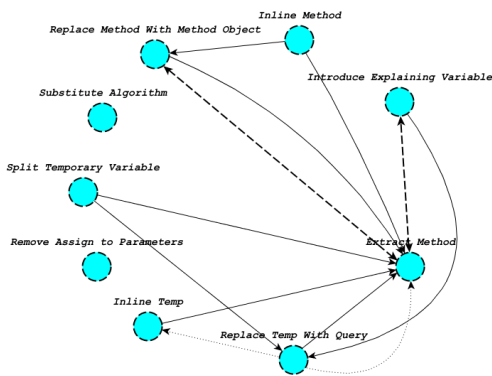 Inline Method
Replace Method With Method Object
Introduce Explaining Variable
Substitute Algorithm
Split Temporary Variable
Remove Assign to Parameters
Extract Method
Inline Temp
Replace Temp With Query